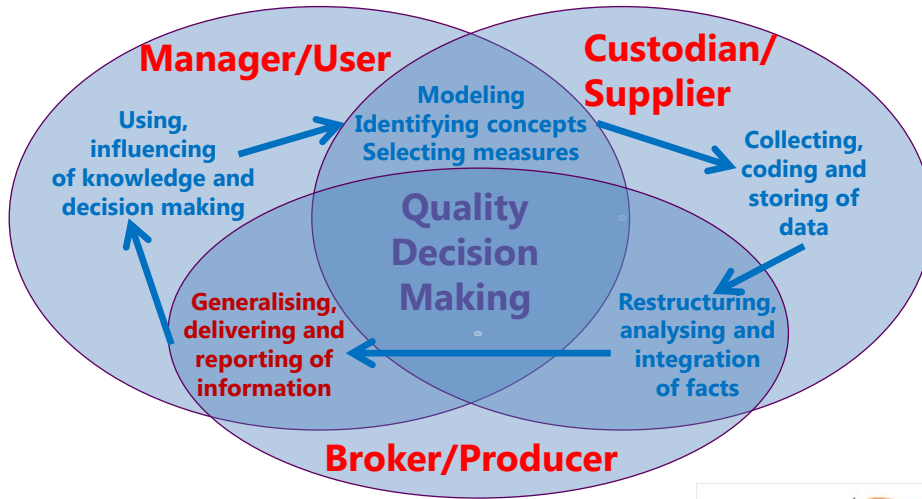 Manager/User
Custodian/
Supplier
Modeling
Identifying concepts
Selecting measures
Using,
influencing
of knowledge and
decision making
Collecting,
coding and
storing of
data
Quality
Decision
Making
Generalising,
delivering and
reporting of
information
Restructuring,
analysing and
integration
of facts
Broker/Producer